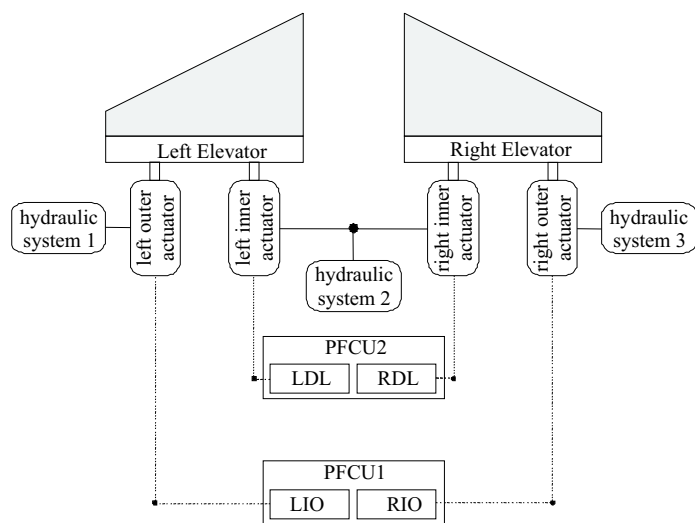 Left Elevator
Right Elevator
hydraulic
system 1
left outer
actuator
left inner
actuator
right inner
actuator
right outer
actuator
hydraulic
system 3
hydraulic
system 2
PFCU2
LDL
RDL
PFCU1
LIO
RIO